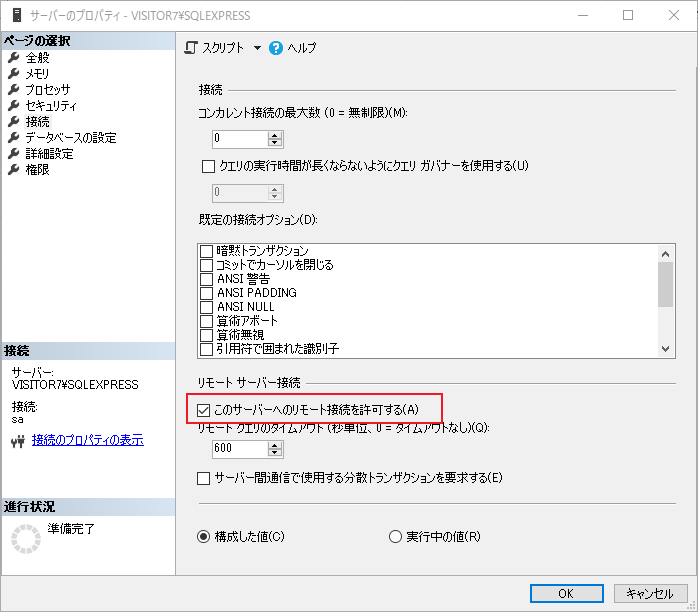 サーバーのプロパティ - VISITOR7¥SQLEXPRESS
ページの選択
全般
メモリ
プロセッサ
セキュリティ
接続
データベースの設定
詳細設定
権限
接続
サーバー:
VISITOR7¥SQLEXPRESS
接続:
sa
接続のプロパティの表示
進行状況
準備完了
スクリプト ヘルプ
接続
コンカレント接続の最大数 (0 = 無制限)(M):
0
クエリの実行時間が長くならないようにクエリ ガバナーを使用する(U)
0
既定の接続オプション(D):
暗黙トランザクション
コミットでカーソルを閉じる
ANSI 警告
ANSI PADDING
ANSI NULL
算術アボート
算術無視
引用符で囲まれた識別子
リモート サーバー接続
このサーバーへのリモート接続を許可する(A)
リモート クエリのタイムアウト (秒単位、0 = タイムアウトなし)(Q):
600
サーバー間通信で使用する分散トランザクションを要求する(E)
構成した値(C) 実行中の値(R)
OK キャンセル